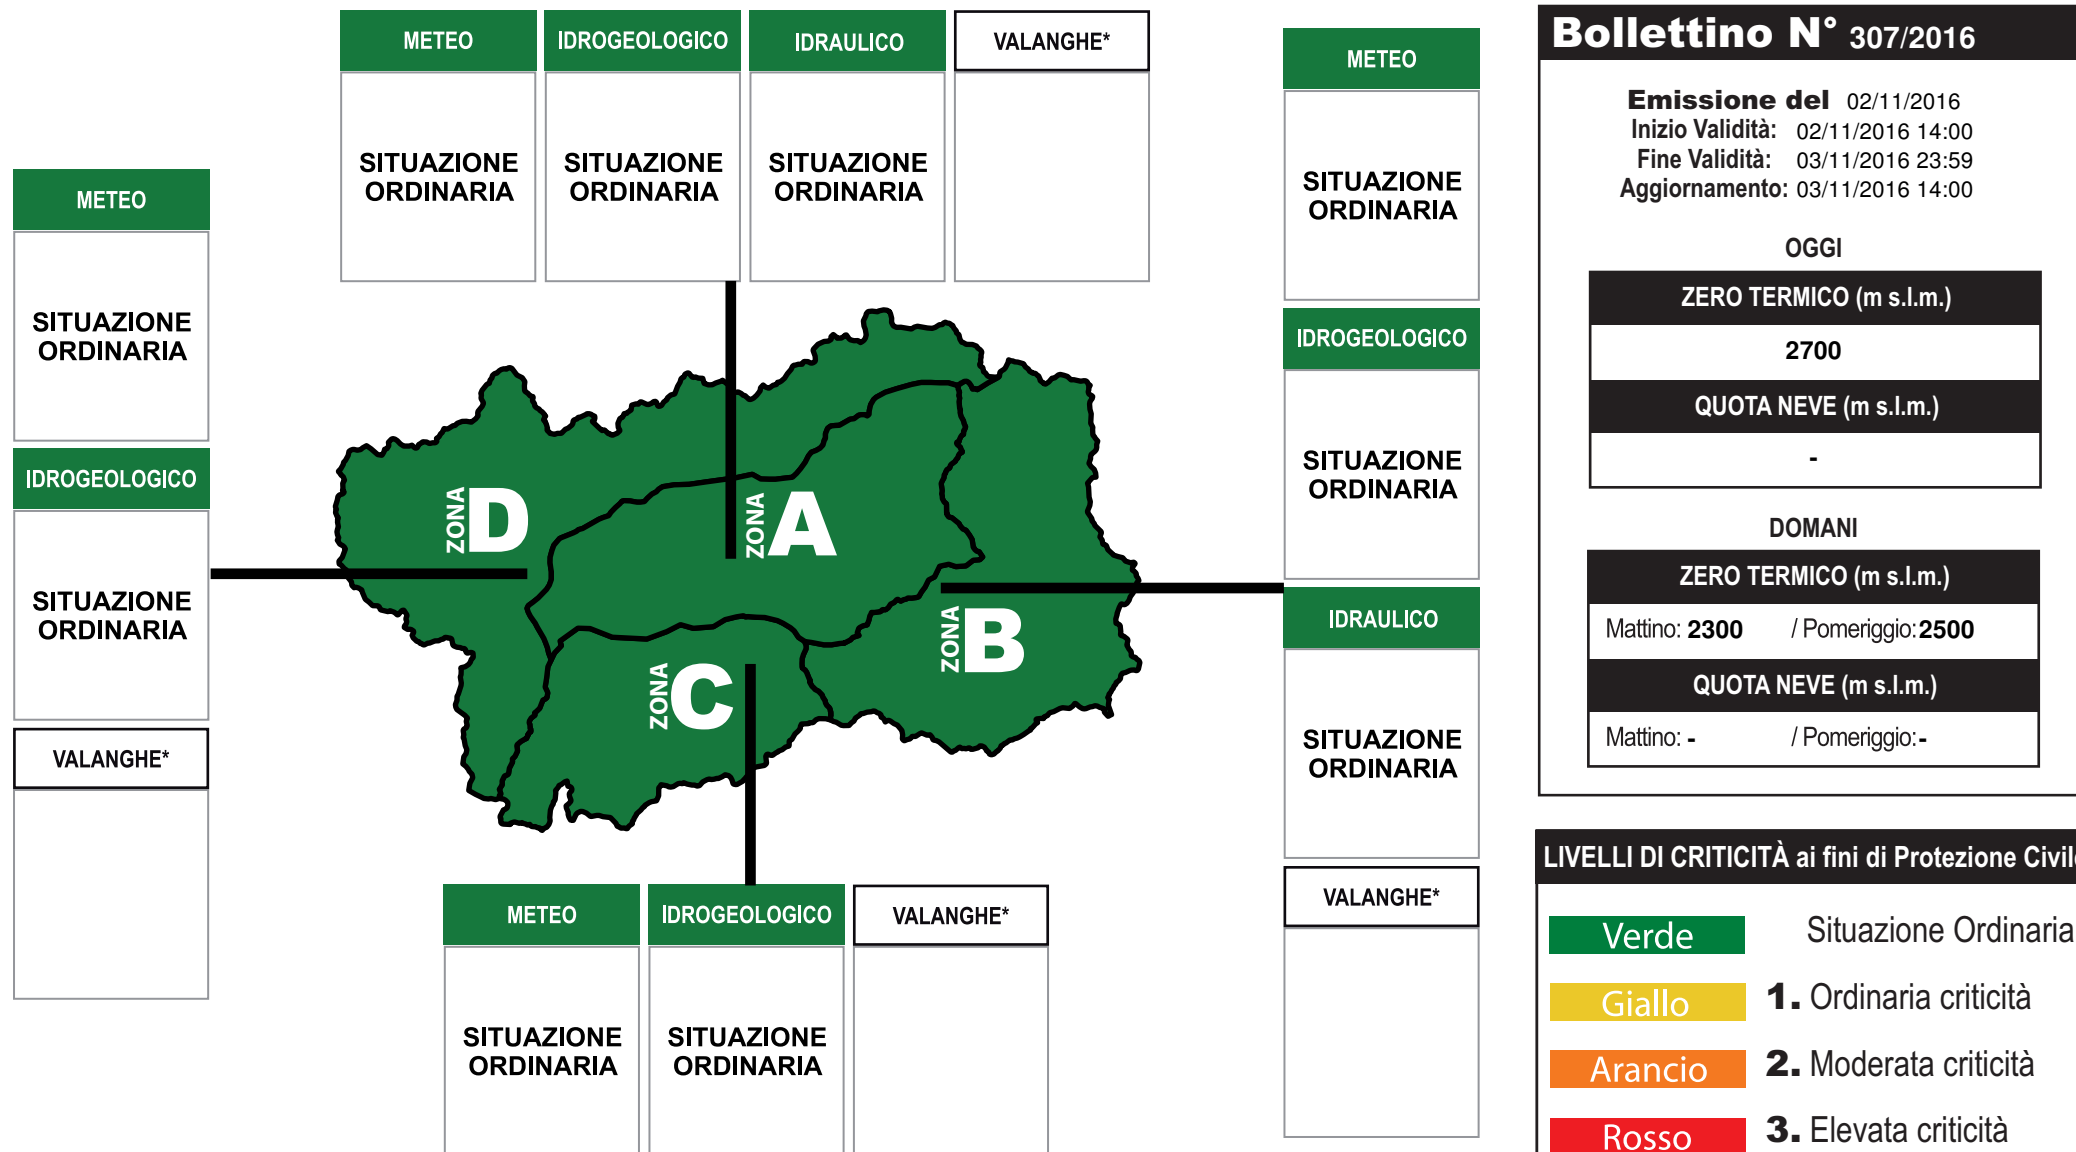 METEO IDROGEOLOGICO IDRAULICO VALANGHE*
SITUAZIONE ORDINARIA
SITUAZIONE ORDINARIA
SITUAZIONE ORDINARIA
METEO
SITUAZIONE
ORDINARIA
IDROGEOLOGICO
SITUAZIONE
ORDINARIA
VALANGHE*
ZONA D
ZONA A
ZONA B
ZONA C
METEO
SITUAZIONE
ORDINARIA
IDROGEOLOGICO
SITUAZIONE
ORDINARIA
IDRAULICO
SITUAZIONE
ORDINARIA
VALANGHE*
METEO IDROGEOLOGICO VALANGHE*
SITUAZIONE ORDINARIA
SITUAZIONE ORDINARIA
Bollettino N° 307/2016
Emissione del 02/11/2016
Inizio Validità: 02/11/2016 14:00
Fine Validità: 03/11/2016 23:59
Aggiornamento: 03/11/2016 14:00
OGGI
ZERO TERMICO (m s.l.m.)
2700
QUOTA NEVE (m s.l.m.)
-
DOMANI
ZERO TERMICO (m s.l.m.)
Mattino: 2300 / Pomeriggio: 2500
QUOTA NEVE (m s.l.m.)
Mattino: - / Pomeriggio: -
LIVELLI DI CRITICITÀ ai fini di Protezione Civile
Verde Situazione Ordinaria
Giallo 1. Ordinaria criticità
Arancio 2. Moderata criticità
Rosso 3. Elevata criticità